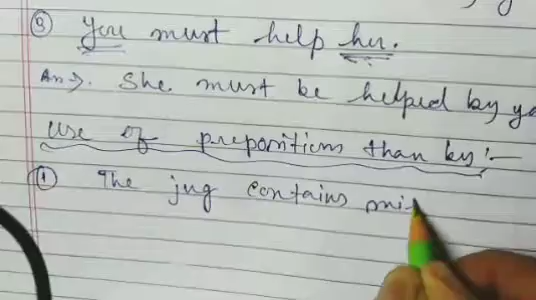 ③ You must help her.
Ans→. She must be helped by
use of prepositions than by:-
① The jug contains